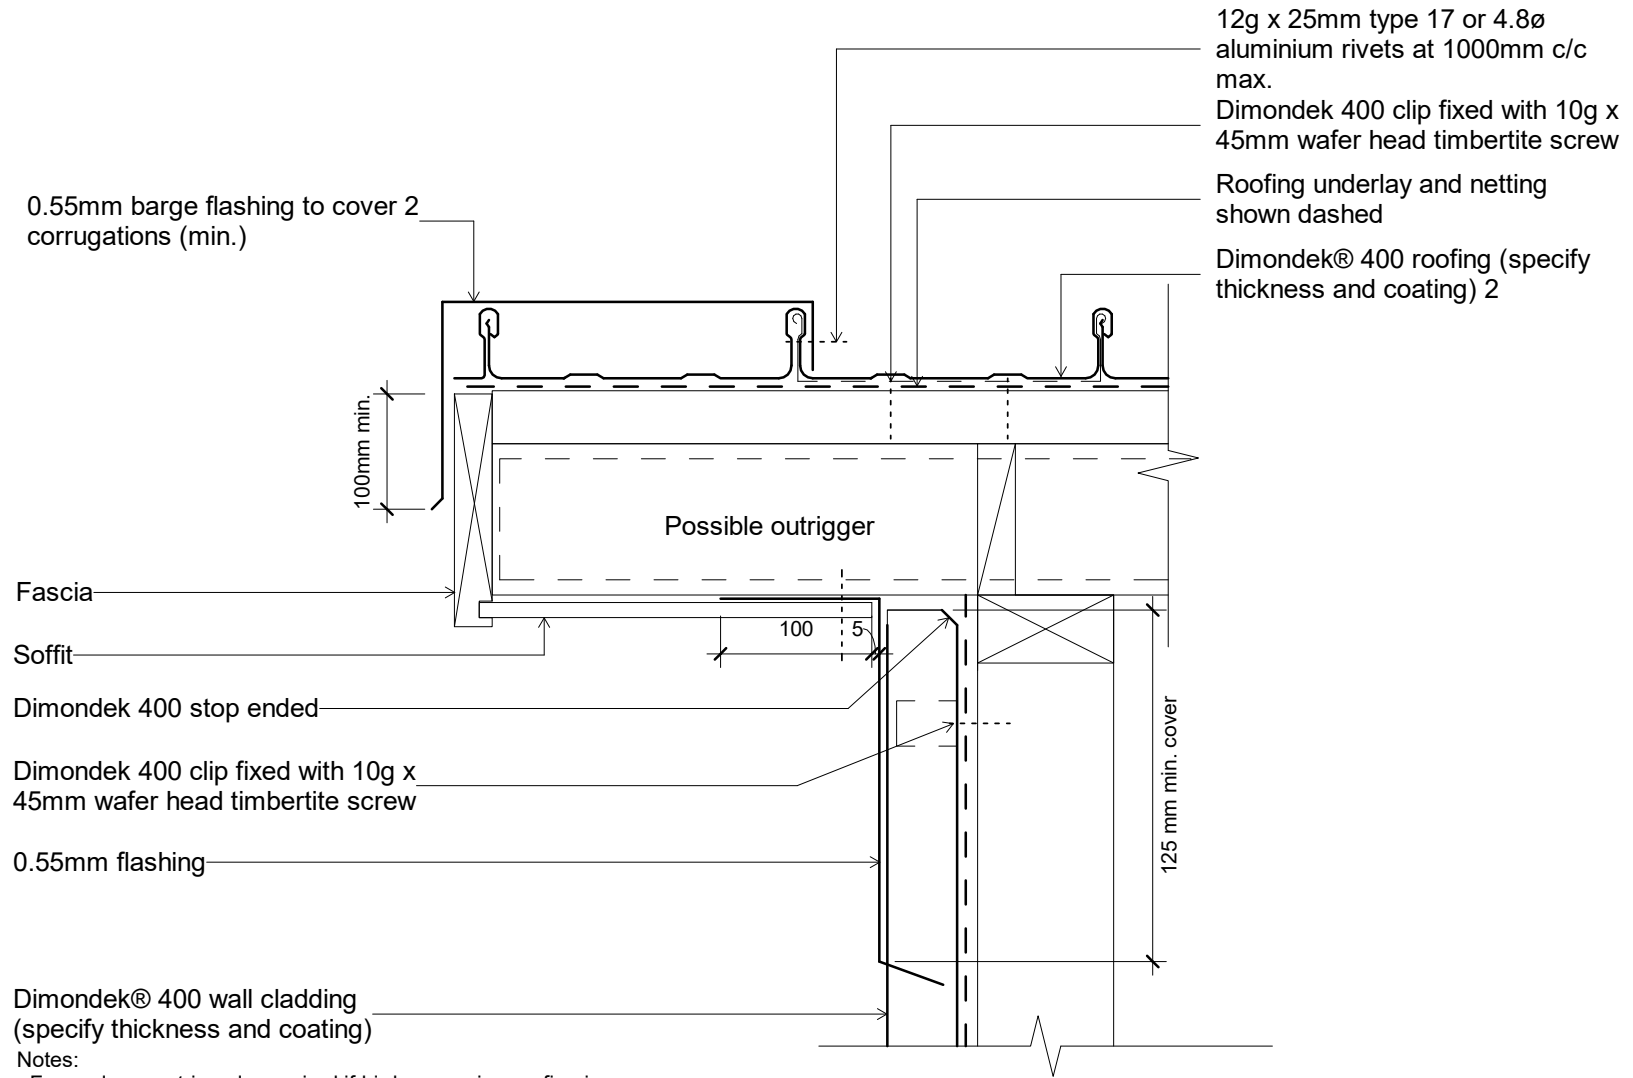 12g x 25mm type 17 or 4.8ø
aluminium rivets at 1000mm c/c
max.
Dimondek 400 clip fixed with 10g x
45mm wafer head timbertite screw
Roofing underlay and netting
shown dashed
Dimondek® 400 roofing (specify
thickness and coating) 2
0.55mm barge flashing to cover 2
corrugations (min.)
100mm min.
Possible outrigger
Fascia
Soffit
100
5
Dimondek 400 stop ended
Dimondek 400 clip fixed with 10g x
45mm wafer head timbertite screw
125 mm min. cover
0.55mm flashing
Dimondek® 400 wall cladding
(specify thickness and coating)
Notes: